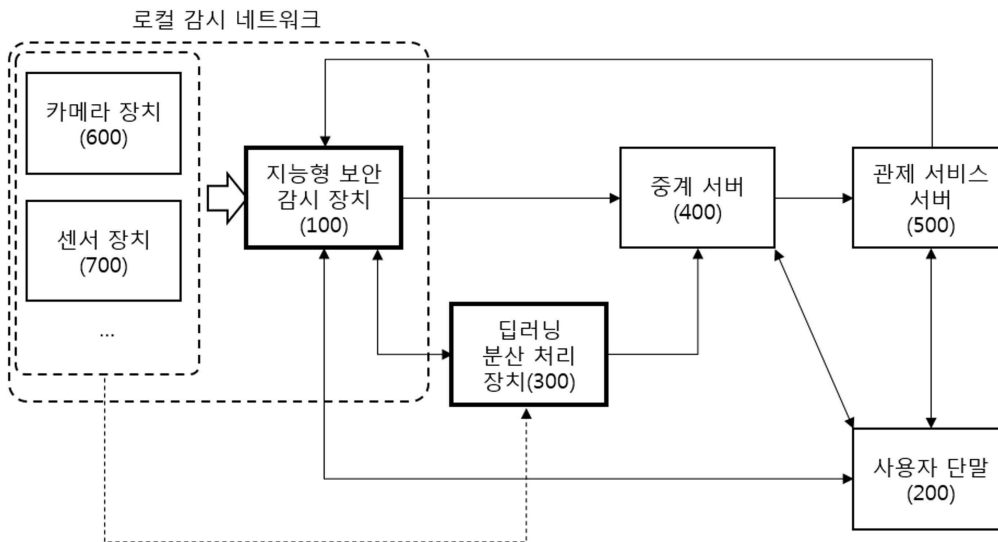 로컬 감시 네트워크
카메라 장치
(600)
센서 장치
(700)
...
지능형 보안
감시 장치
(100)
중계 서버
(400)
관제 서비스
서버
(500)
딥러닝
분산 처리
장치(300)
사용자 단말
(200)